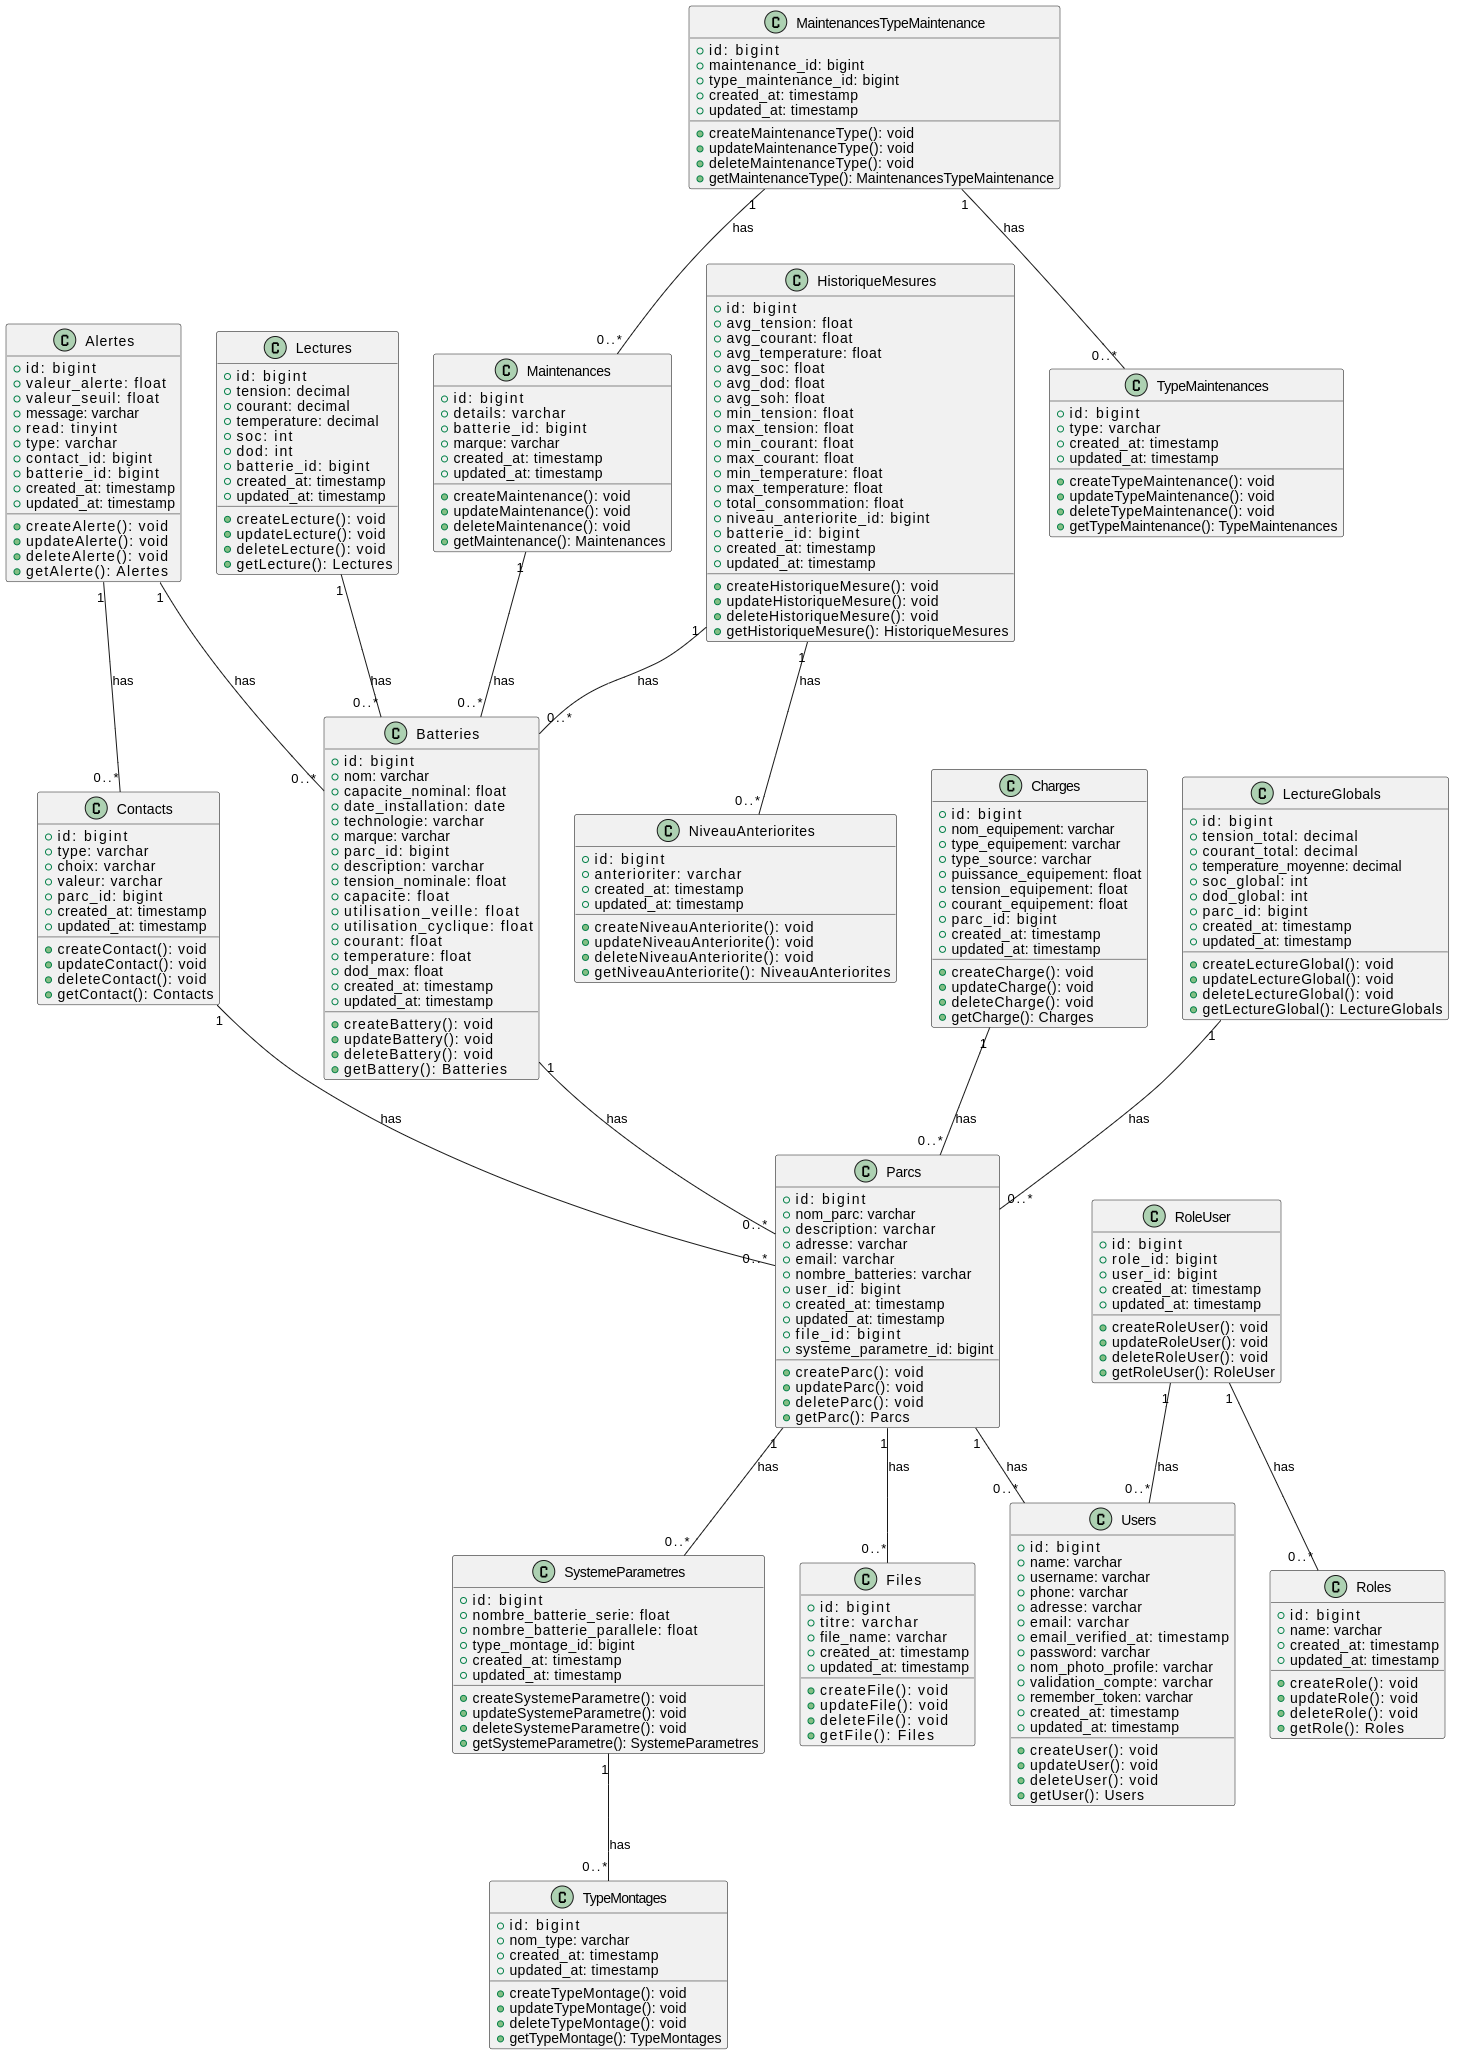 C MaintenancesTypeMaintenance
id: bigint
maintenance_id: bigint
type_maintenance_id: bigint
created_at: timestamp
updated_at: timestamp
createMaintenanceType(): void
updateMaintenanceType(): void
deleteMaintenanceType(): void
getMaintenanceType(): MaintenancesTypeMaintenance
1
1
has
has
0..*
0..*
C Alertes
id: bigint
valeur_alerte: float
valeur_seuil: float
message: varchar
read: tinyint
type: varchar
contact_id: bigint
batterie_id: bigint
created_at: timestamp
updated_at: timestamp
createAlerte(): void
updateAlerte(): void
deleteAlerte(): void
getAlerte(): Alertes
C Lectures
id: bigint
tension: decimal
courant: decimal
temperature: decimal
soc: int
dod: int
batterie_id: bigint
created_at: timestamp
updated_at: timestamp
createLecture(): void
updateLecture(): void
deleteLecture(): void
getLecture(): Lectures
C Maintenances
id: bigint
details: varchar
batterie_id: bigint
marque: varchar
created_at: timestamp
updated_at: timestamp
createMaintenance(): void
updateMaintenance(): void
deleteMaintenance(): void
getMaintenance(): Maintenances
C HistoriqueMesures
id: bigint
avg_tension: float
avg_courant: float
avg_temperature: float
avg_soc: float
avg_dod: float
avg_soh: float
min_tension: float
max_tension: float
min_courant: float
max_courant: float
min_temperature: float
max_temperature: float
total_consommation: float
niveau_anteriorite_id: bigint
batterie_id: bigint
created_at: timestamp
updated_at: timestamp
createHistoriqueMesure(): void
updateHistoriqueMesure(): void
deleteHistoriqueMesure(): void
getHistoriqueMesure(): HistoriqueMesures
C TypeMaintenances
id: bigint
type: varchar
created_at: timestamp
updated_at: timestamp
createTypeMaintenance(): void
updateTypeMaintenance(): void
deleteTypeMaintenance(): void
getTypeMaintenance(): TypeMaintenances
1
1
1
1
1
1
has
has
has
has
has
has
0..*
0..*
0..*
0..*
0..*
0..*
C Contacts
id: bigint
type: varchar
choix: varchar
valeur: varchar
parc_id: bigint
created_at: timestamp
updated_at: timestamp
createContact(): void
updateContact(): void
deleteContact(): void
getContact(): Contacts
C Batteries
id: bigint
nom: varchar
capacite_nominal: float
date_installation: date
technologie: varchar
marque: varchar
parc_id: bigint
description: varchar
tension_nominale: float
capacite: float
utilisation_veille: float
utilisation_cyclique: float
courant: float
temperature: float
dod_max: float
created_at: timestamp
updated_at: timestamp
createBattery(): void
updateBattery(): void
deleteBattery(): void
getBattery(): Batteries
C NiveauAnteriorites
id: bigint
anterioriter: varchar
created_at: timestamp
updated_at: timestamp
createNiveauAnteriorite(): void
updateNiveauAnteriorite(): void
deleteNiveauAnteriorite(): void
getNiveauAnteriorite(): NiveauAnteriorites
C Charges
id: bigint
nom_equipement: varchar
type_equipement: varchar
type_source: varchar
puissance_equipement: float
tension_equipement: float
courant_equipement: float
parc_id: bigint
created_at: timestamp
updated_at: timestamp
createCharge(): void
updateCharge(): void
deleteCharge(): void
getCharge(): Charges
C LectureGlobals
id: bigint
tension_total: decimal
courant_total: decimal
temperature_moyenne: decimal
soc_global: int
dod_global: int
parc_id: bigint
created_at: timestamp
updated_at: timestamp
createLectureGlobal(): void
updateLectureGlobal(): void
deleteLectureGlobal(): void
getLectureGlobal(): LectureGlobals
1
1
1
1
has
has
has
has
0..*
0..*
0..*
0..*
C Parcs
id: bigint
nom_parc: varchar
description: varchar
adresse: varchar
email: varchar
nombre_batteries: varchar
user_id: bigint
created_at: timestamp
updated_at: timestamp
file_id: bigint
systeme_parametre_id: bigint
createParc(): void
updateParc(): void
deleteParc(): void
getParc(): Parcs
C RoleUser
id: bigint
role_id: bigint
user_id: bigint
created_at: timestamp
updated_at: timestamp
createRoleUser(): void
updateRoleUser(): void
deleteRoleUser(): void
getRoleUser(): RoleUser
1
1
1
1
1
has
has
has
has
has
0..*
0..*
0..*
0..*
0..*
C SystemeParametres
id: bigint
nombre_batterie_serie: float
nombre_batterie_parallele: float
type_montage_id: bigint
created_at: timestamp
updated_at: timestamp
createSystemeParametre(): void
updateSystemeParametre(): void
deleteSystemeParametre(): void
getSystemeParametre(): SystemeParametres
C Files
id: bigint
titre: varchar
file_name: varchar
created_at: timestamp
updated_at: timestamp
createFile(): void
updateFile(): void
deleteFile(): void
getFile(): Files
C Users
id: bigint
name: varchar
username: varchar
phone: varchar
adresse: varchar
email: varchar
email_verified_at: timestamp
password: varchar
nom_photo_profile: varchar
validation_compte: varchar
remember_token: varchar
created_at: timestamp
updated_at: timestamp
createUser(): void
updateUser(): void
deleteUser(): void
getUser(): Users
C Roles
id: bigint
name: varchar
created_at: timestamp
updated_at: timestamp
createRole(): void
updateRole(): void
deleteRole(): void
getRole(): Roles
1
has
0..*
C TypeMontages
id: bigint
nom_type: varchar
created_at: timestamp
updated_at: timestamp
createTypeMontage(): void
updateTypeMontage(): void
deleteTypeMontage(): void
getTypeMontage(): TypeMontages